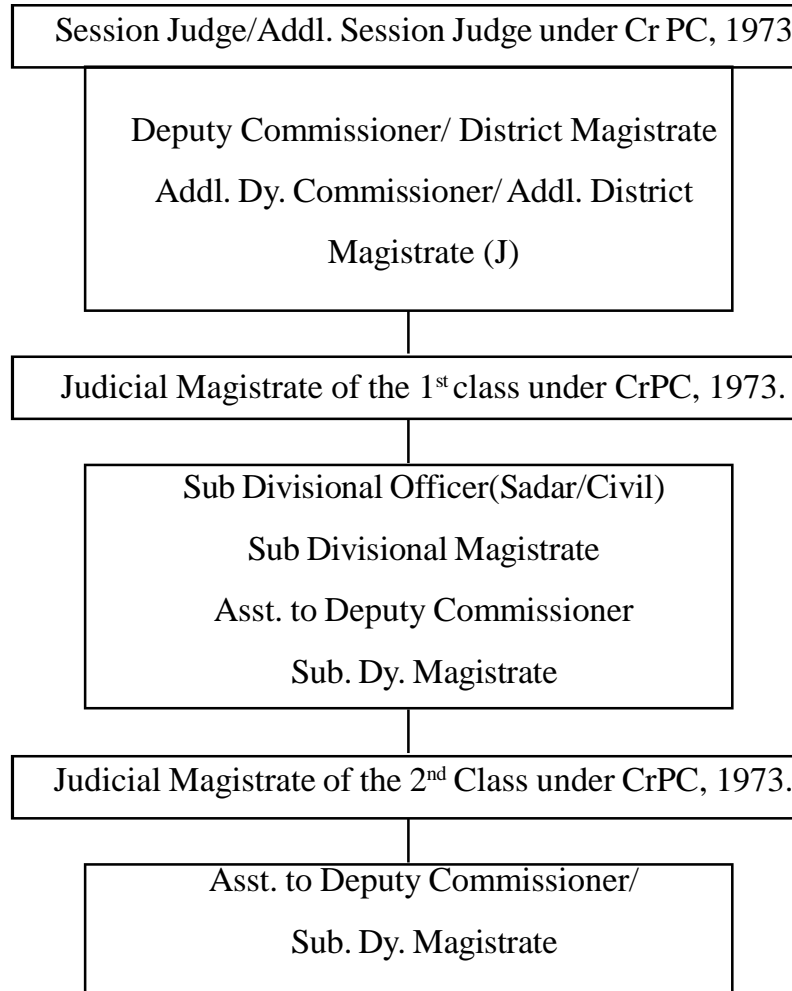 Session Judge/Addl. Session Judge under Cr PC, 1973
Deputy Commissioner/ District Magistrate
Addl. Dy. Commissioner/ Addl. District
Magistrate (J)
Judicial Magistrate of the 1st class under CrPC, 1973.
Sub Divisional Officer(Sadar/Civil)
Sub Divisional Magistrate
Asst. to Deputy Commissioner
Sub. Dy. Magistrate
Judicial Magistrate of the 2nd Class under CrPC, 1973.
Asst. to Deputy Commissioner/
Sub. Dy. Magistrate